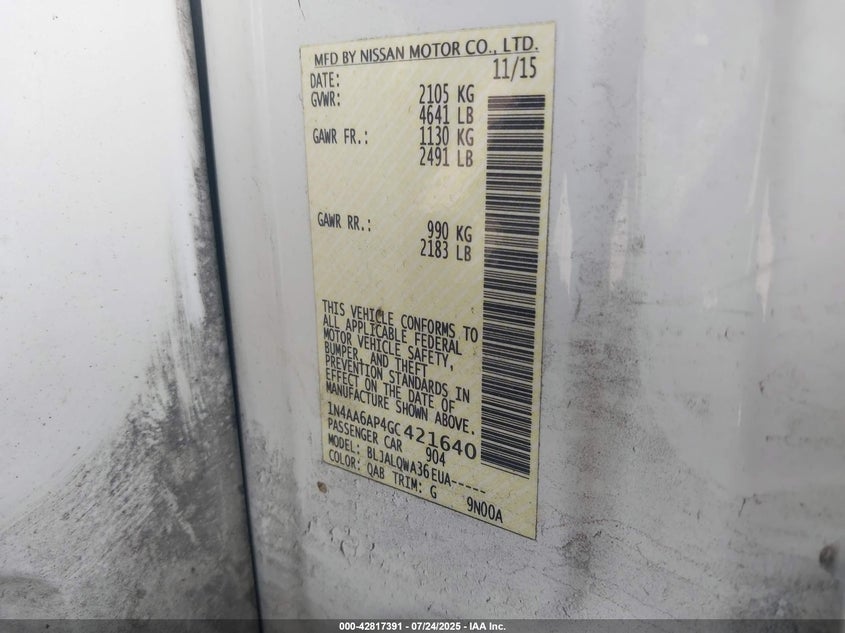 MFD BY NISSAN MOTOR CO., LTD.
DATE: 11/15
GVWR: 2105 KG
4641 LB
GAWR FR.: 1130 KG
2491 LB
GAWR RR.: 990 KG
2183 LB
THIS VEHICLE CONFORMS TO
ALL APPLICABLE FEDERAL
MOTOR VEHICLE SAFETY,
BUMPER, AND THEFT
PREVENTION STANDARDS IN
EFFECT ON THE DATE OF
MANUFACTURE SHOWN ABOVE.
1N4AA6AP4GC421640
PASSENGER CAR 904
MODEL: BLJALQWA36EUA-----
COLOR: QAB TRIM: G 9N00A
000-42817391 - 07/24/2025 - IAA Inc.